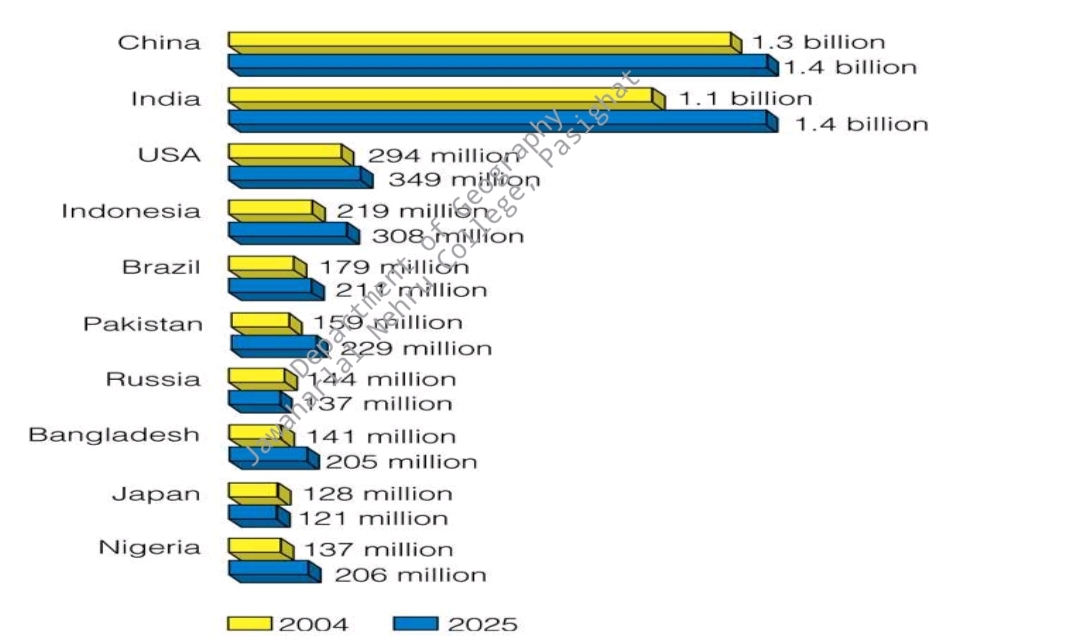 China
1.3 billion
1.4 billion
India
1.1 billion
1.4 billion
USA
294 million
349 million
Indonesia
219 million
308 million
Brazil
179 million
211 million
Pakistan
159 million
229 million
Russia
144 million
137 million
Bangladesh
141 million
205 million
Japan
128 million
121 million
Nigeria
137 million
206 million
2004 2025
Department of Geography
Jawaharlal Nehru College, Pasighat